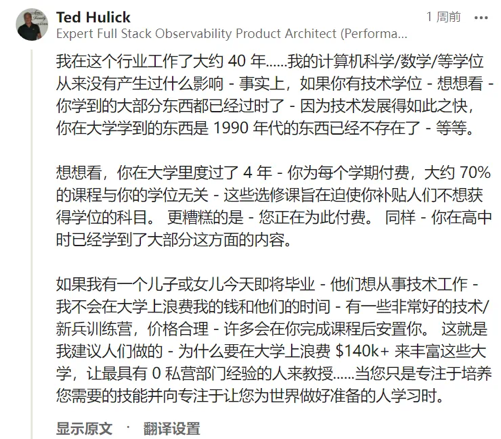 Ted Hulick
1 周前
Expert Full Stack Observability Product Architect (Performa...
我在这个行业工作了大约 40 年......我的计算机科学/数学/等学位
从来没有产生过什么影响 - 事实上，如果你有技术学位 - 想想看 -
你学到的大部分东西都已经过时了 - 因为技术发展得如此之快，
你在大学学到的东西是 1990 年代的东西已经不存在了 - 等等。
想想看，你在大学里度过了 4 年 - 你为每个学期付费，大约 70%
的课程与你的学位无关 - 这些选修课旨在迫使你补贴人们不想获
得学位的科目。 更糟糕的是 - 您正在为此付费。 同样 - 你在高中
时已经学到了大部分这方面的内容。
如果我有一个儿子或女儿今天即将毕业 - 他们想从事技术工作 -
我不会在大学上浪费我的钱和他们的时间 - 有一些非常好的技术/
新兵训练营，价格合理 - 许多会在你完成课程后安置你。 这就是
我建议人们做的 - 为什么要在大学上浪费 $140k+ 来丰富这些大
学，让最具有 0 私营部门经验的人来教授......当您只是专注于培养
您需要的技能并向专注于让您为世界做好准备的人学习时。
显示原文 · 翻译设置